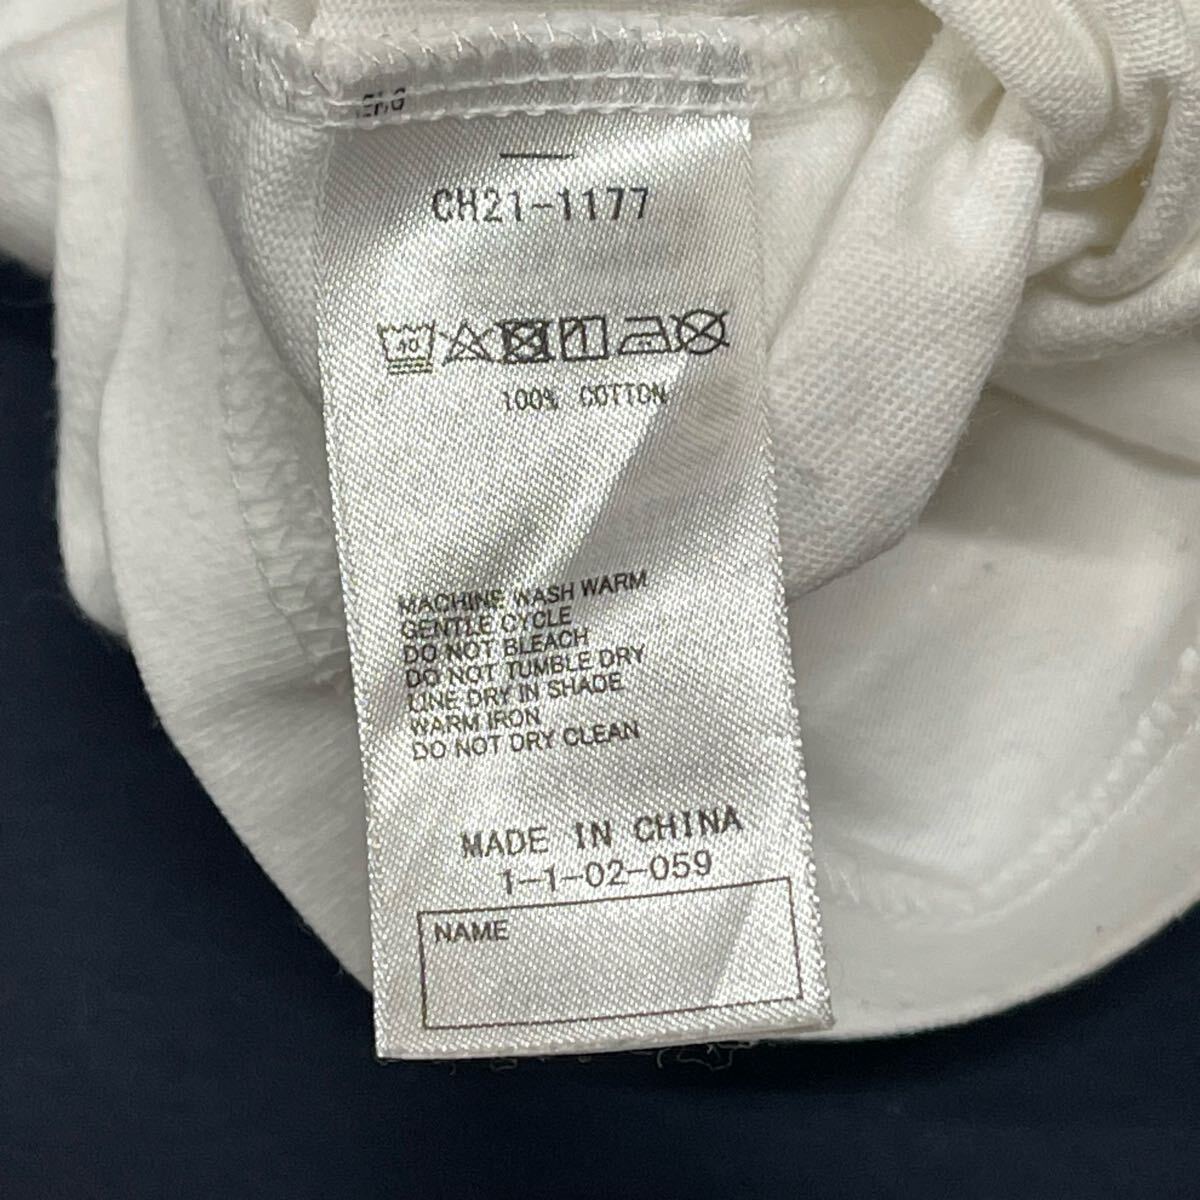 CH21-1177
40
100% COTTON
MACHINE WASH WARM
GENTLE CYCLE
DO NOT BLEACH
DO NOT TUMBLE DRY
LINE DRY IN SHADE
WARM IRON
DO NOT DRY CLEAN
MADE IN CHINA
1-1-02-059
NAME